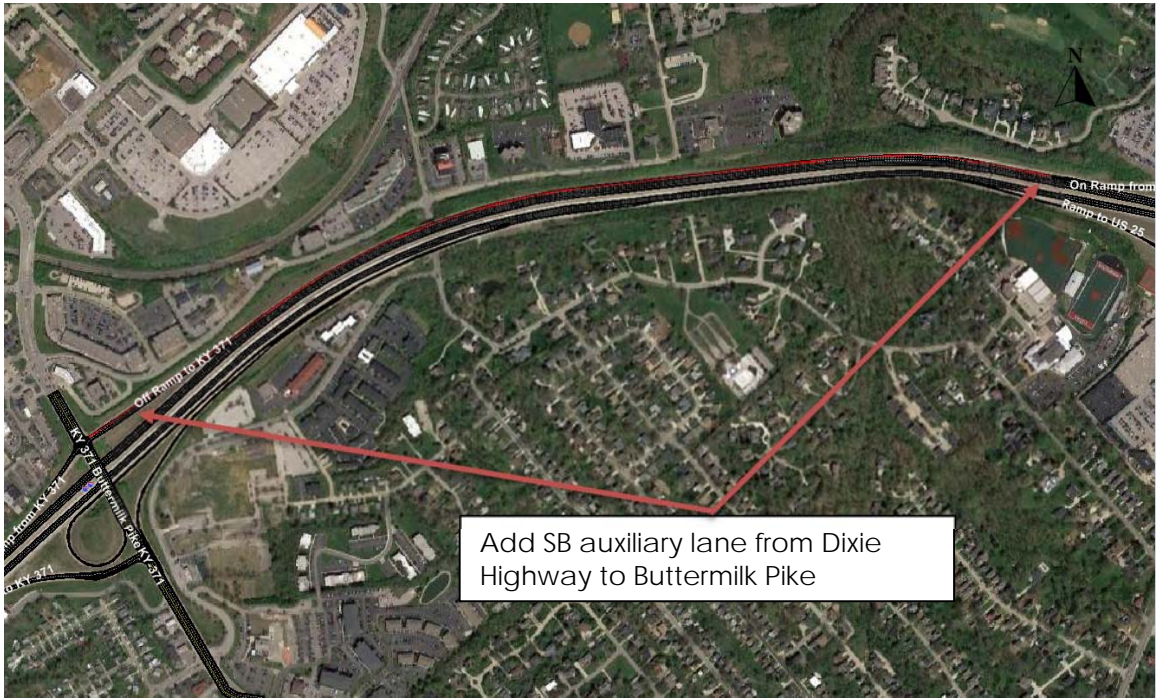 N
On Ramp from
Ramp to US 25
Off Ramp to KY 371
KY 371 Buttermilk Pike KY 371
mp from KY 371
to KY 371
Add SB auxiliary lane from Dixie
Highway to Buttermilk Pike